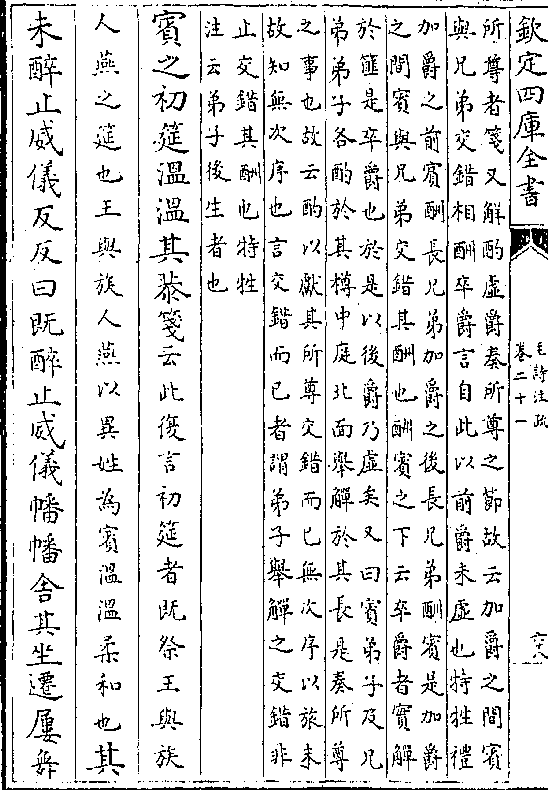 欽定四庫全書
毛詩注疏
卷二十一
六十八
所尊者箋又解酌虛爵奏所尊之節故云加爵之間賓
與兄弟交錯相酬卒爵言自此以前爵未虛也特牲禮
加爵之前賓酬長兄弟加爵之後長兄弟酬賓是加爵
之間賓與兄弟交錯其酬也酬賓之下云卒爵者實觧
於篚是卒爵也於是以後爵乃虛矣又曰賓弟子及兄
弟弟子各酌於其樽中庭北面舉觧於其長是奏所尊
之事也故云酌以獻其所尊交錯而已無次序以旅未
故知無次序也言交錯而已者謂弟子舉觧之交錯非
止交錯其酬也特牲
注云弟子後生者也
賓之初筵溫溫其恭箋云此復言初筵者既祭王與族
人燕之筵也王與族人燕以異姓為賓溫溫柔和也其
未醉止威儀反反曰既醉止威儀幡幡舎其坐遷屢舞